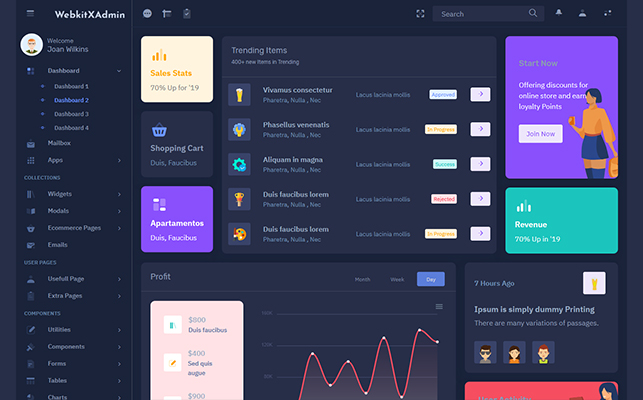 WebkitXAdmin
Search
Welcome
Joan Wilkins
Dashboard
Dashboard 1
Dashboard 2
Dashboard 3
Dashboard 4
Mailbox
Apps
COLLECTIONS
Widgets
Modals
Ecommerce Pages
Emails
USER PAGES
Usefull Page
Extra Pages
COMPONENTS
Utilities
Components
Forms
Tables
Charts
Sales Stats
70% Up for '19
Shopping Cart
Duis, Faucibus
Apartamentos
Duis, Faucibus
Trending Items
400+ new Items in Trending
Vivamus consectetur
Pharetra, Nulla , Nec
Lacus lacinia mollis
Approved
Phasellus venenatis
Pharetra, Nulla , Nec
Lacus lacinia mollis
In Progress
Aliquam in magna
Pharetra, Nulla , Nec
Lacus lacinia mollis
Success
Duis faucibus lorem
Pharetra, Nulla , Nec
Lacus lacinia mollis
Rejected
Duis faucibus lorem
Pharetra, Nulla , Nec
Lacus lacinia mollis
In Progress
Start Now
Offering discounts for
online store and earn
loyalty Points
Join Now
Revenue
70% Up in '19
Profit
Month
Week
Day
$800
Duis faucibus
$400
Sed quis
augue
$900
7 Hours Ago
Ipsum is simply dummy Printing
There are many variations of passages.
User Activity